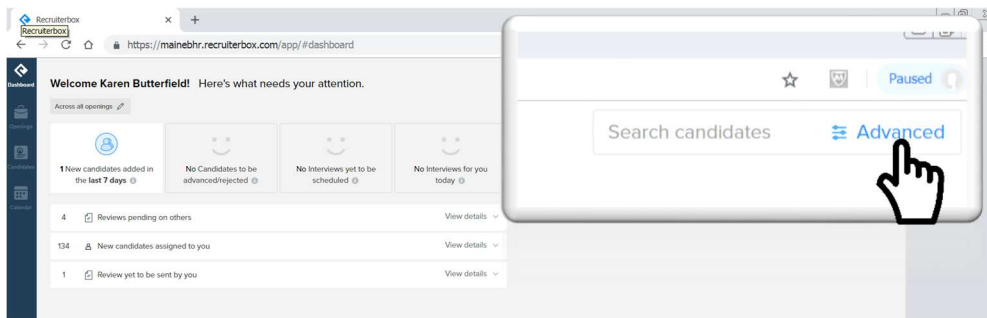 Recruiterbox
Recruiterbox
https://mainebhr.recruiterbox.com/app/#dashboard
Paused
Search candidates
Advanced
Dashboard
Openings
Candidates
Calendar
Welcome Karen Butterfield! Here's what needs your attention.
Across all openings
1 New candidates added in
the last 7 days
No Candidates to be
advanced/rejected
No Interviews yet to be
scheduled
No Interviews for you
today
4 Reviews pending on others View details
134 New candidates assigned to you View details
1 Review yet to be sent by you View details